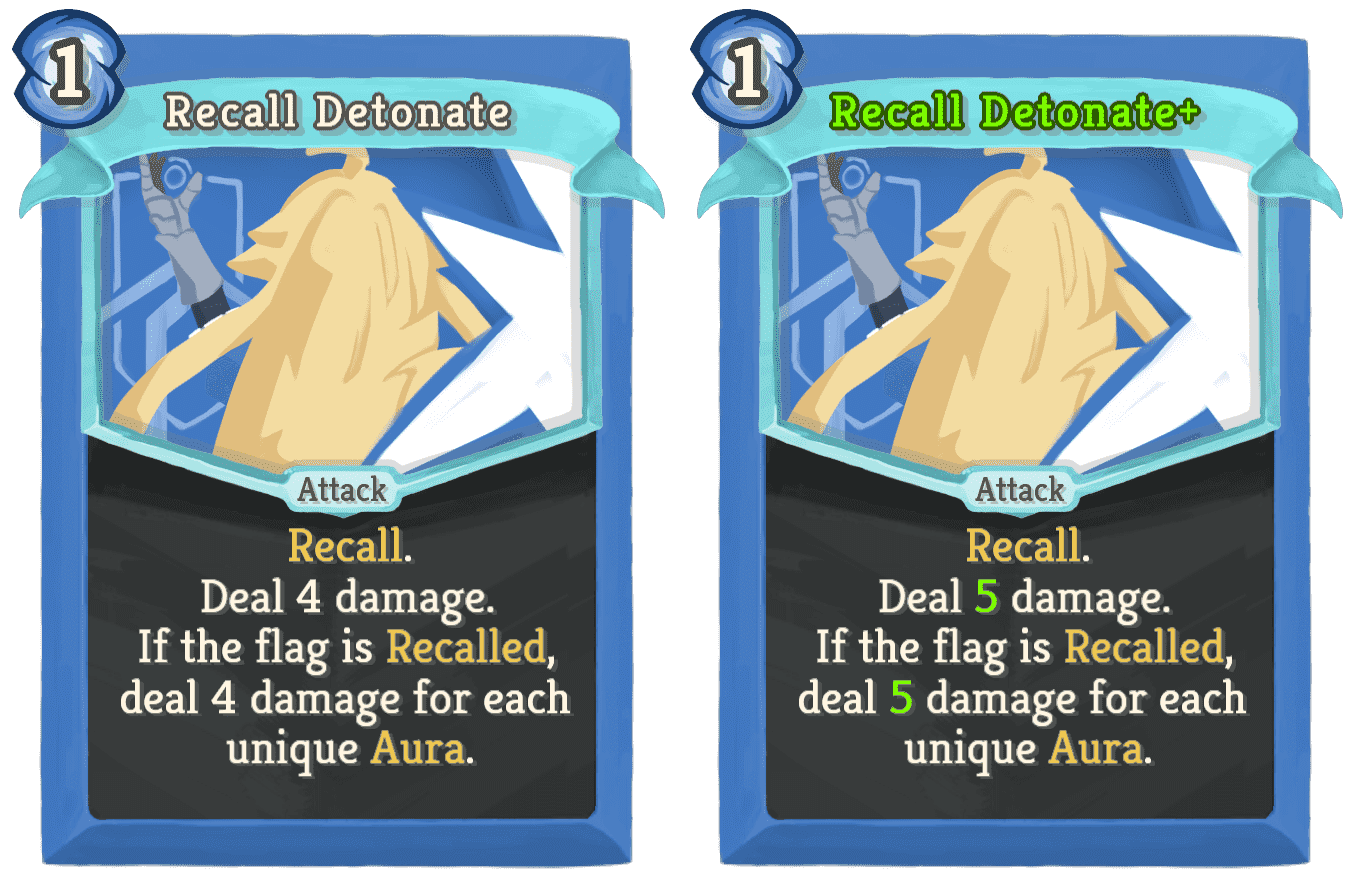 1
Recall Detonate
Attack
Recall.
Deal 4 damage.
If the flag is Recalled,
deal 4 damage for each
unique Aura.
1
Recall Detonate+
Attack
Recall.
Deal 5 damage.
If the flag is Recalled,
deal 5 damage for each
unique Aura.